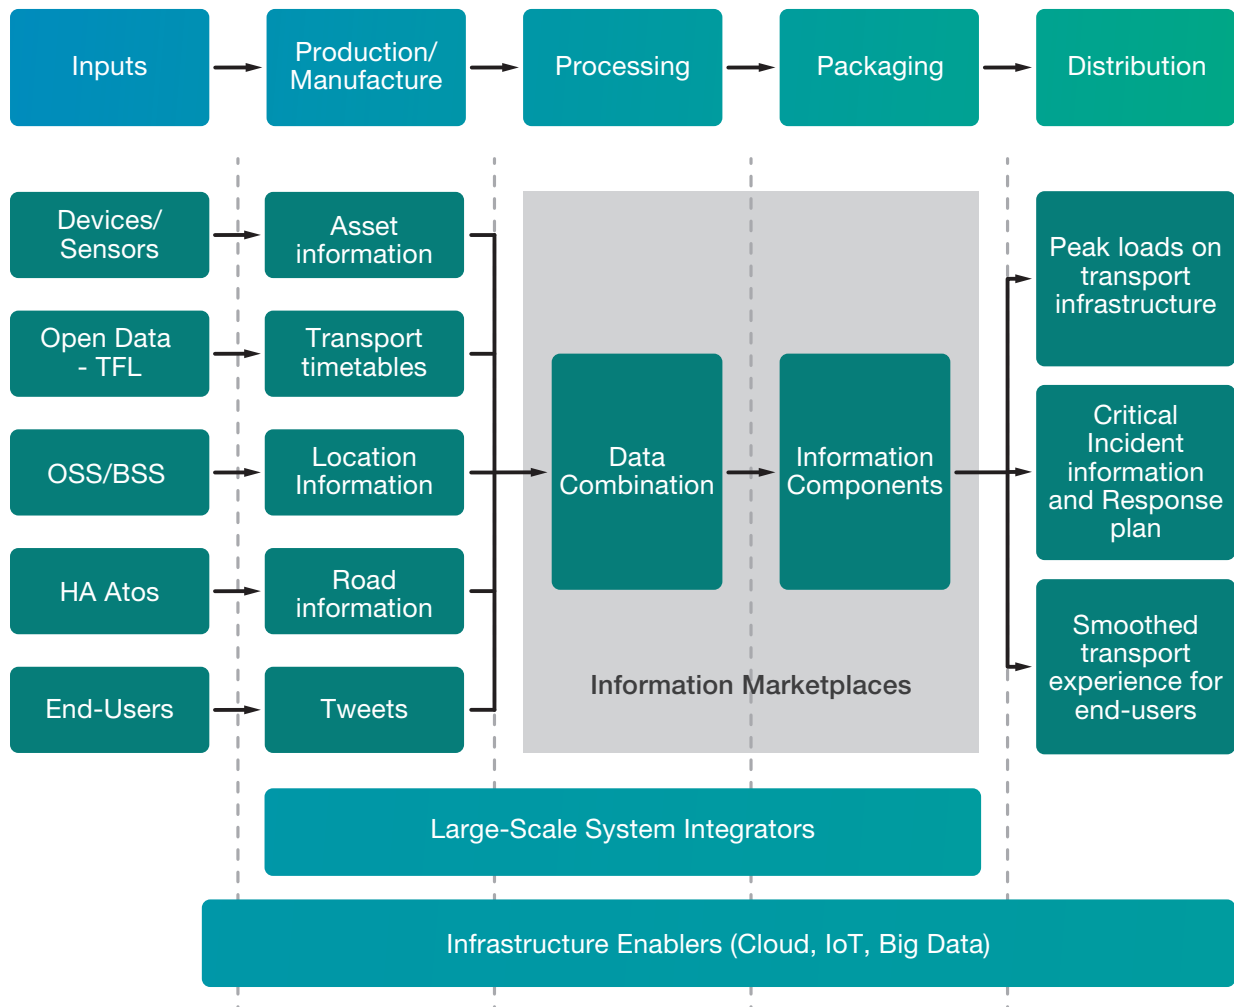 Inputs
Production/
Manufacture
Processing
Packaging
Distribution
Devices/
Sensors
Asset
information
Open Data
- TFL
Transport
timetables
OSS/BSS
Location
Information
HA Atos
Road
information
End-Users
Tweets
Data
Combination
Information
Components
Information Marketplaces
Peak loads on
transport
infrastructure
Critical
Incident
information
and Response
plan
Smoothed
transport
experience for
end-users
Large-Scale System Integrators
Infrastructure Enablers (Cloud, IoT, Big Data)